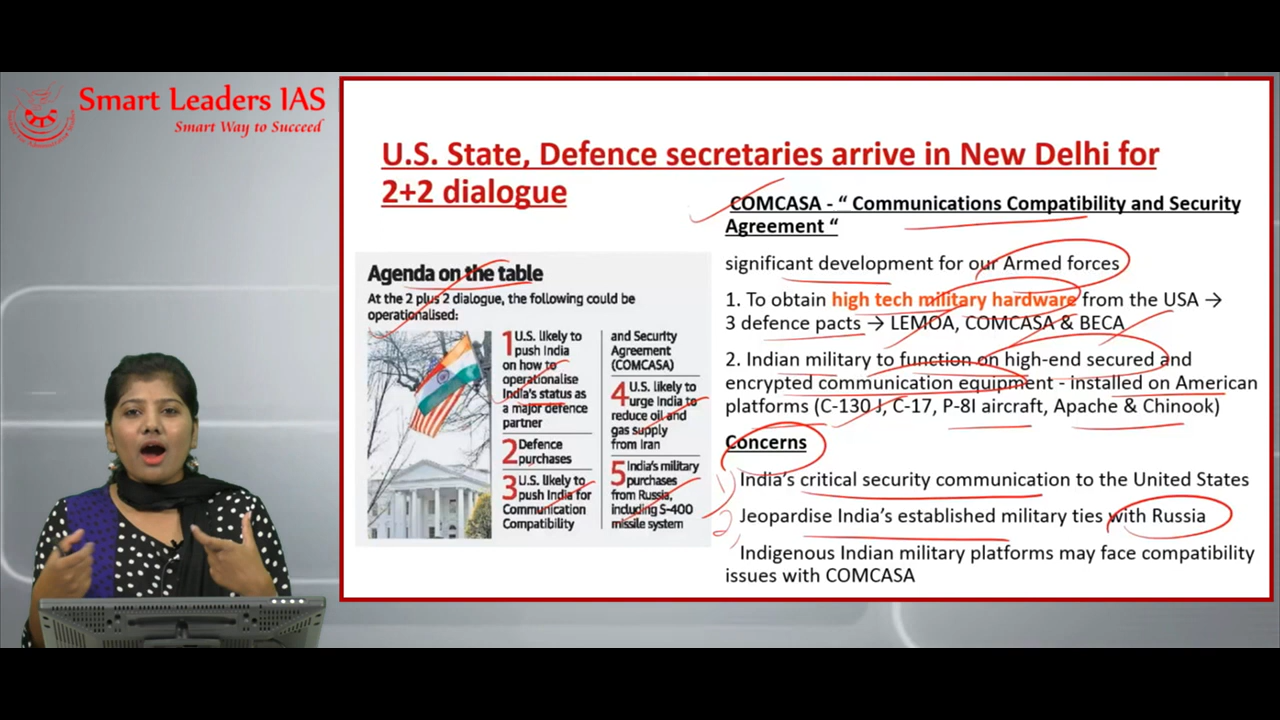 Smart Leaders IAS
Smart Way to Succeed
U.S. State, Defence secretaries arrive in New Delhi for
2+2 dialogue
COMCASA - “ Communications Compatibility and Security
Agreement “
significant development for our Armed forces
1. To obtain high tech military hardware from the USA →
3 defence pacts → LEMOA, COMCASA & BECA
2. Indian military to function on high-end secured and
encrypted communication equipment - installed on American
platforms (C-130 J, C-17, P-8I aircraft, Apache & Chinook)
Concerns
India’s critical security communication to the United States
Jeopardise India’s established military ties with Russia
Indigenous Indian military platforms may face compatibility
issues with COMCASA
Agenda on the table
At the 2 plus 2 dialogue, the following could be
operationalised:
1 U.S. likely to
push India
on how to
operationalise
India's status as
a major defence
partner
2 Defence
purchases
3 U.S. likely to
push India for
Communication
Compatibility
and Security
Agreement
(COMCASA)
4 U.S. likely to
urge India to
reduce oil and
gas supply
from Iran
5 India's military
purchases
from Russia,
including S-400
missile system